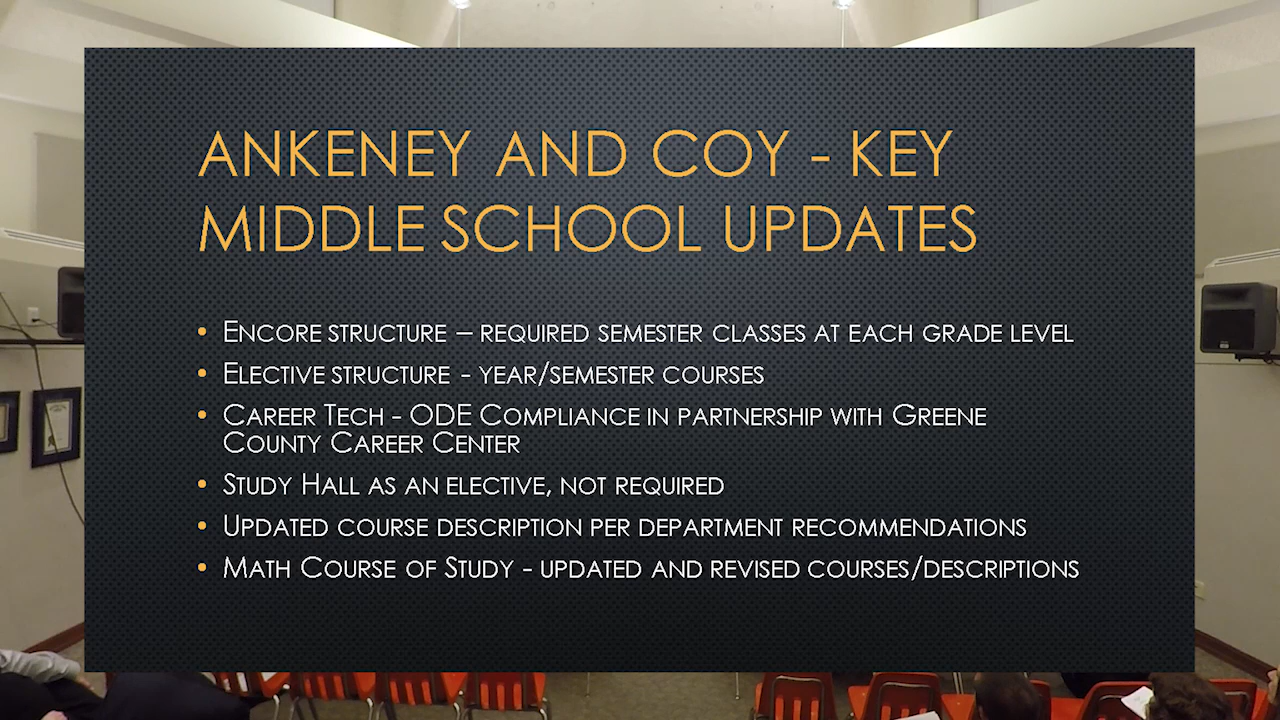 ANKENEY AND COY - KEY
MIDDLE SCHOOL UPDATES
• ENCORE STRUCTURE – REQUIRED SEMESTER CLASSES AT EACH GRADE LEVEL
• ELECTIVE STRUCTURE - YEAR/SEMESTER COURSES
• CAREER TECH - ODE COMPLIANCE IN PARTNERSHIP WITH GREENE
COUNTY CAREER CENTER
• STUDY HALL AS AN ELECTIVE, NOT REQUIRED
• UPDATED COURSE DESCRIPTION PER DEPARTMENT RECOMMENDATIONS
• MATH COURSE OF STUDY - UPDATED AND REVISED COURSES/DESCRIPTIONS